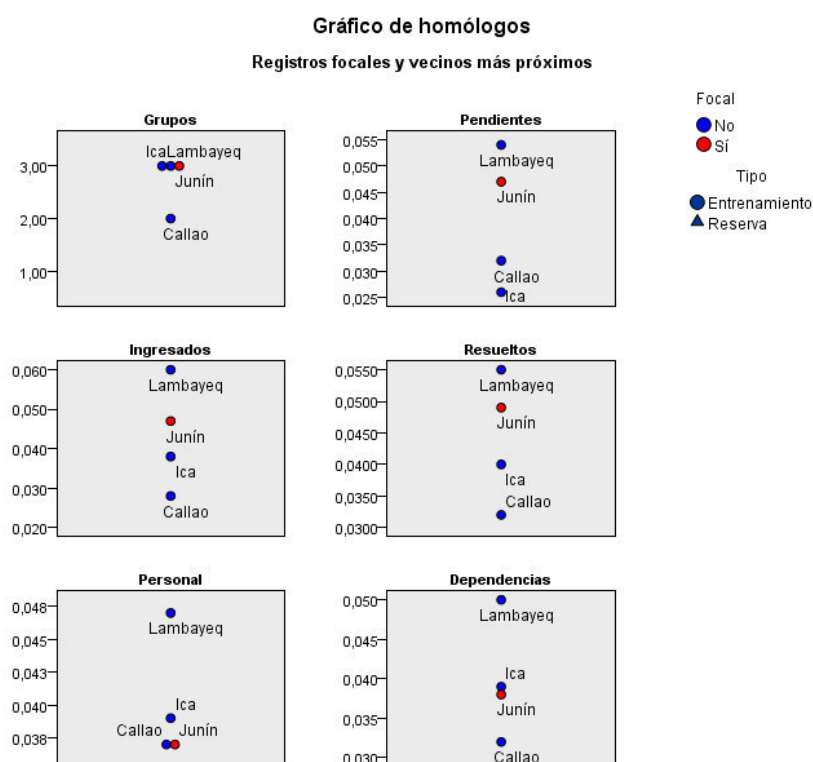 Gráfico de homólogos
Registros focales y vecinos más próximos
Focal
No
Sí
Tipo
Entrenamiento
Reserva
Grupos
3,00
2,00
1,00
IcaLambayeq
Junín
Callao
Pendientes
0,055
0,050
0,045
0,040
0,035
0,030
0,025
Lambayeq
Junín
Callao
Ica
Ingresados
0,060
0,050
0,040
0,030
0,020
Lambayeq
Junín
Ica
Callao
Resueltos
0,0550
0,0500
0,0450
0,0400
0,0350
0,0300
Lambayeq
Junín
Ica
Callao
Personal
0,048
0,045
0,043
0,040
0,038
Lambayeq
Ica
Callao Junín
Dependencias
0,050
0,045
0,040
0,035
0,030
Lambayeq
Ica
Junín
Callao